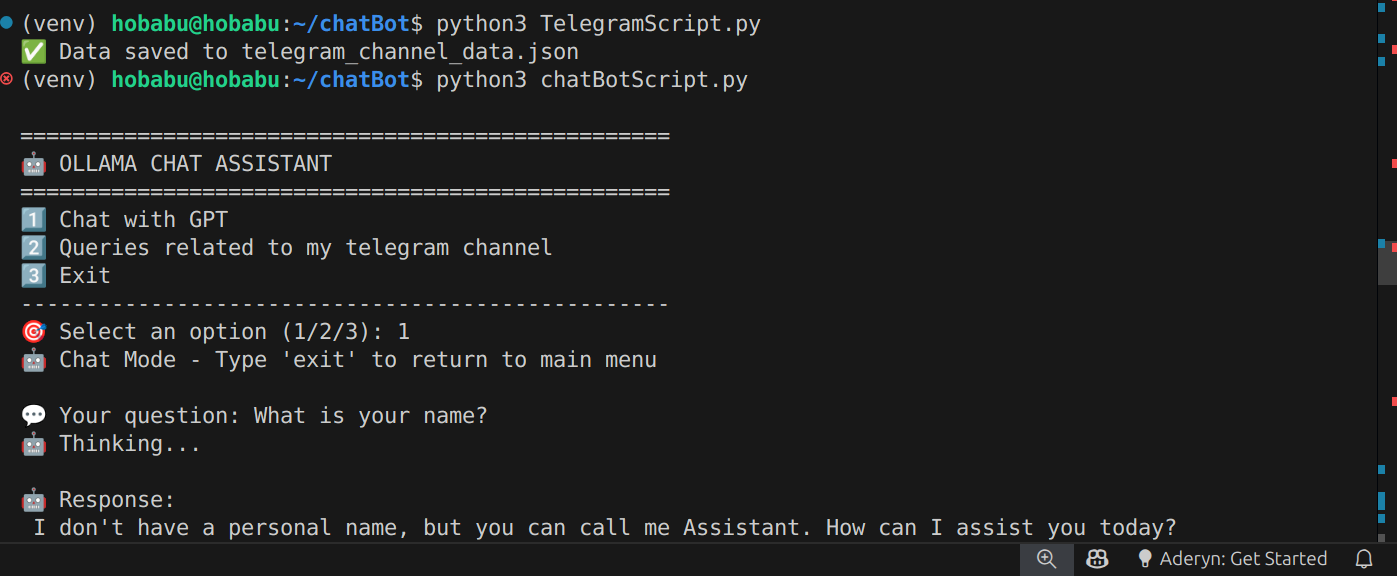 (venv) hobabu@hobabu:~/chatBot$ python3 TelegramScript.py
✅ Data saved to telegram_channel_data.json
(venv) hobabu@hobabu:~/chatBot$ python3 chatBotScript.py
==================================================
🤖 OLLAMA CHAT ASSISTANT
==================================================
1️⃣ Chat with GPT
2️⃣ Queries related to my telegram channel
3️⃣ Exit
--------------------------------------------------
🎯 Select an option (1/2/3): 1
🤖 Chat Mode - Type 'exit' to return to main menu
💬 Your question: What is your name?
🤖 Thinking...
🤖 Response:
I don't have a personal name, but you can call me Assistant. How can I assist you today?
Aderyn: Get Started